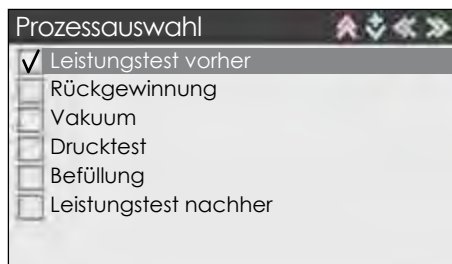 Prozessauswahl
Leistungstest vorher
Rückgewinnung
Vakuum
Drucktest
Befüllung
Leistungstest nachher